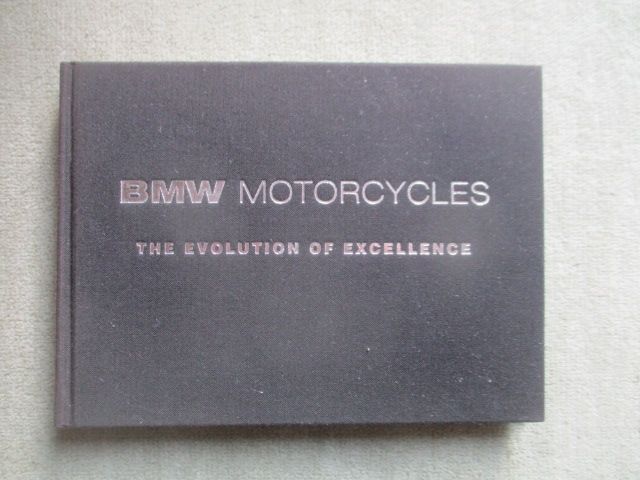 BMW MOTORCYCLES
THE EVOLUTION OF EXCELLENCE